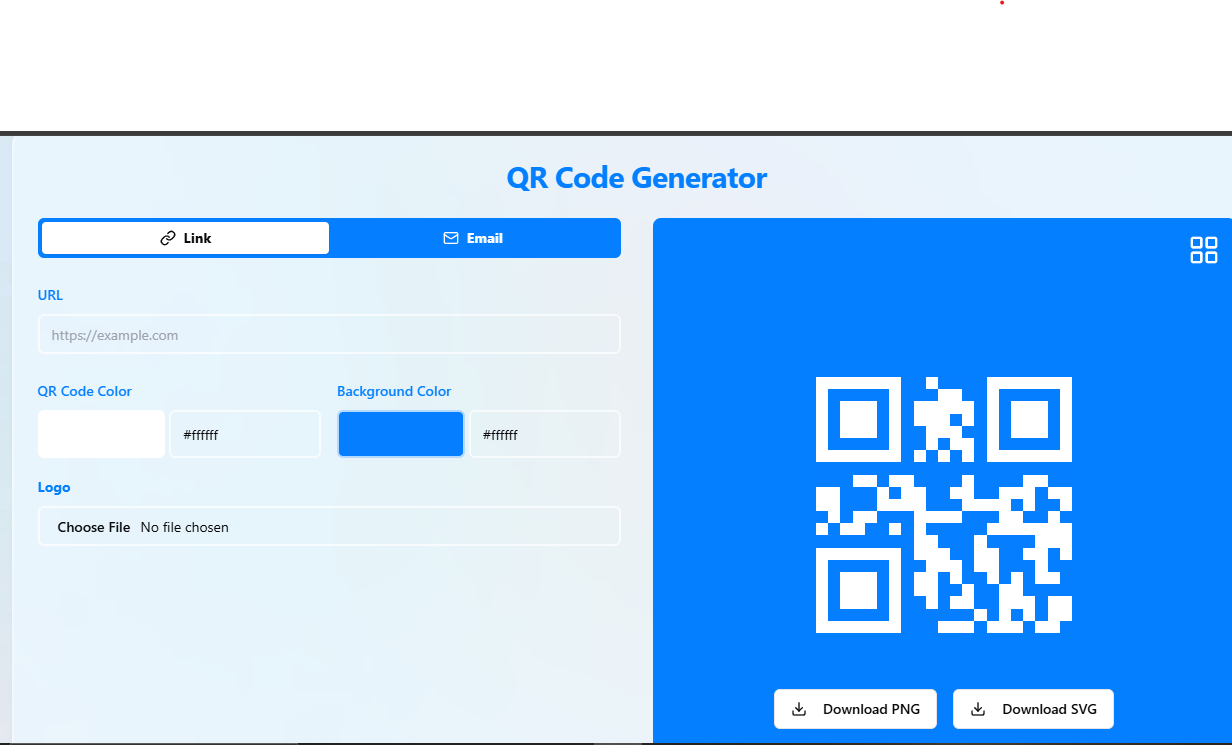 QR Code Generator
Link
Email
URL
https://example.com
QR Code Color
Background Color
#ffffff
#ffffff
Logo
Choose File No file chosen
Download PNG
Download SVG